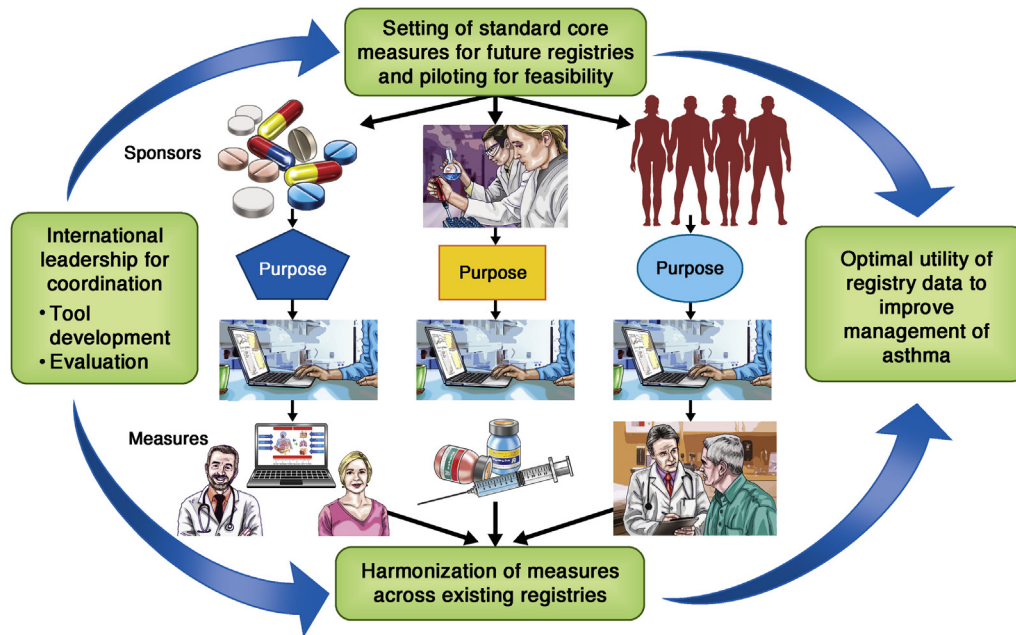 Setting of standard core
measures for future registries
and piloting for feasibility
Sponsors
International
leadership for
coordination
• Tool
development
• Evaluation
Purpose
Purpose
Purpose
Optimal utility of
registry data to
improve
management of
asthma
Measures
Harmonization of measures
across existing registries